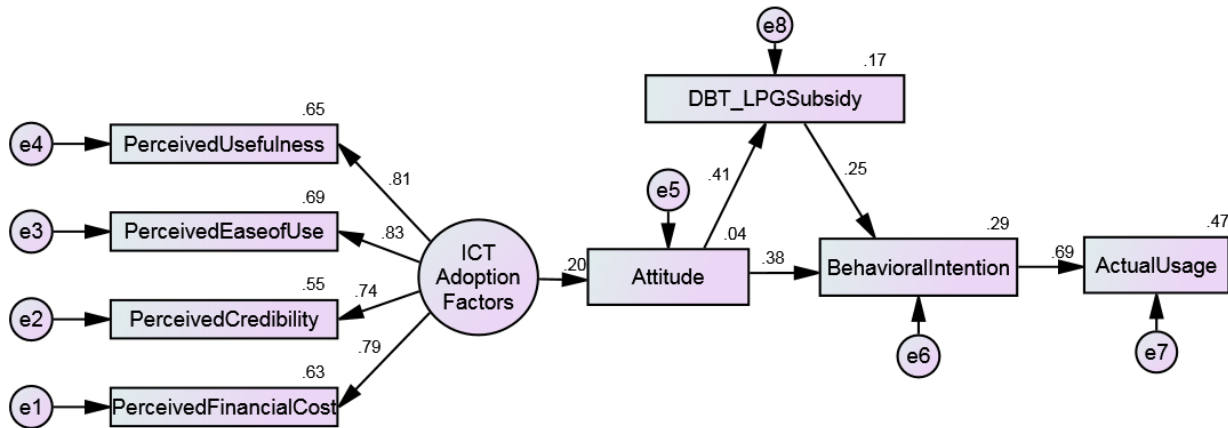 e8
.17
DBT_LPGSubsidy
.65
e4
PerceivedUsefulness
.81
.41
.25
e5
.69
e3
PerceivedEaseofUse
.83
ICT
Adoption
Factors
.20
.04
Attitude
.38
.29
BehavioralIntention
.69
.47
ActualUsage
.55
.74
e2
PerceivedCredibility
.79
e6
e7
.63
e1
PerceivedFinancialCost